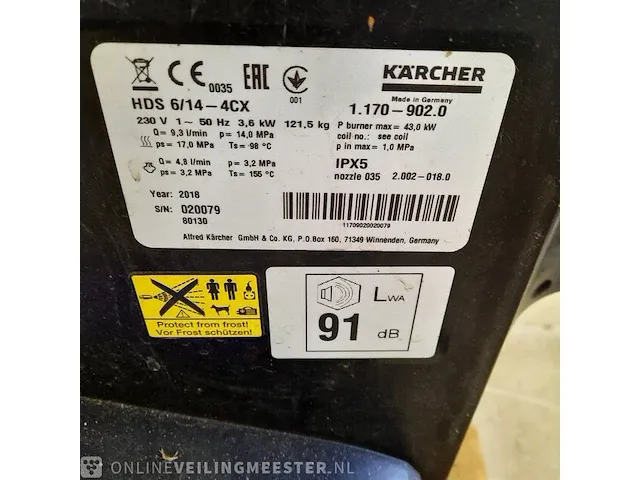 CE 0035 EAC 001 KÄRCHER
Made in Germany
HDS 6/14-4CX 1.170-902.0
230 V 1~ 50 Hz 3,6 kW 121,5 kg P burner max= 43,0 kW
Q= 9,3 l/min p= 14,0 MPa coil no: see coil
ps= 17,0 MPa Ts= 98 °C p in max= 1,0 MPa
Q= 4,8 l/min p= 3,2 MPa IPX5
ps= 3,2 MPa Ts= 155 °C nozzle 035 2.002-018.0
Year: 2018
S/N: 020079
80130
11709020020079
Alfred Kärcher GmbH & Co. KG, P.O.Box 160, 71349 Winnenden, Germany
Protect from frost!
Vor Frost schützen!
LWA
91 dB
ONLINEVEILINGMEESTER.NL